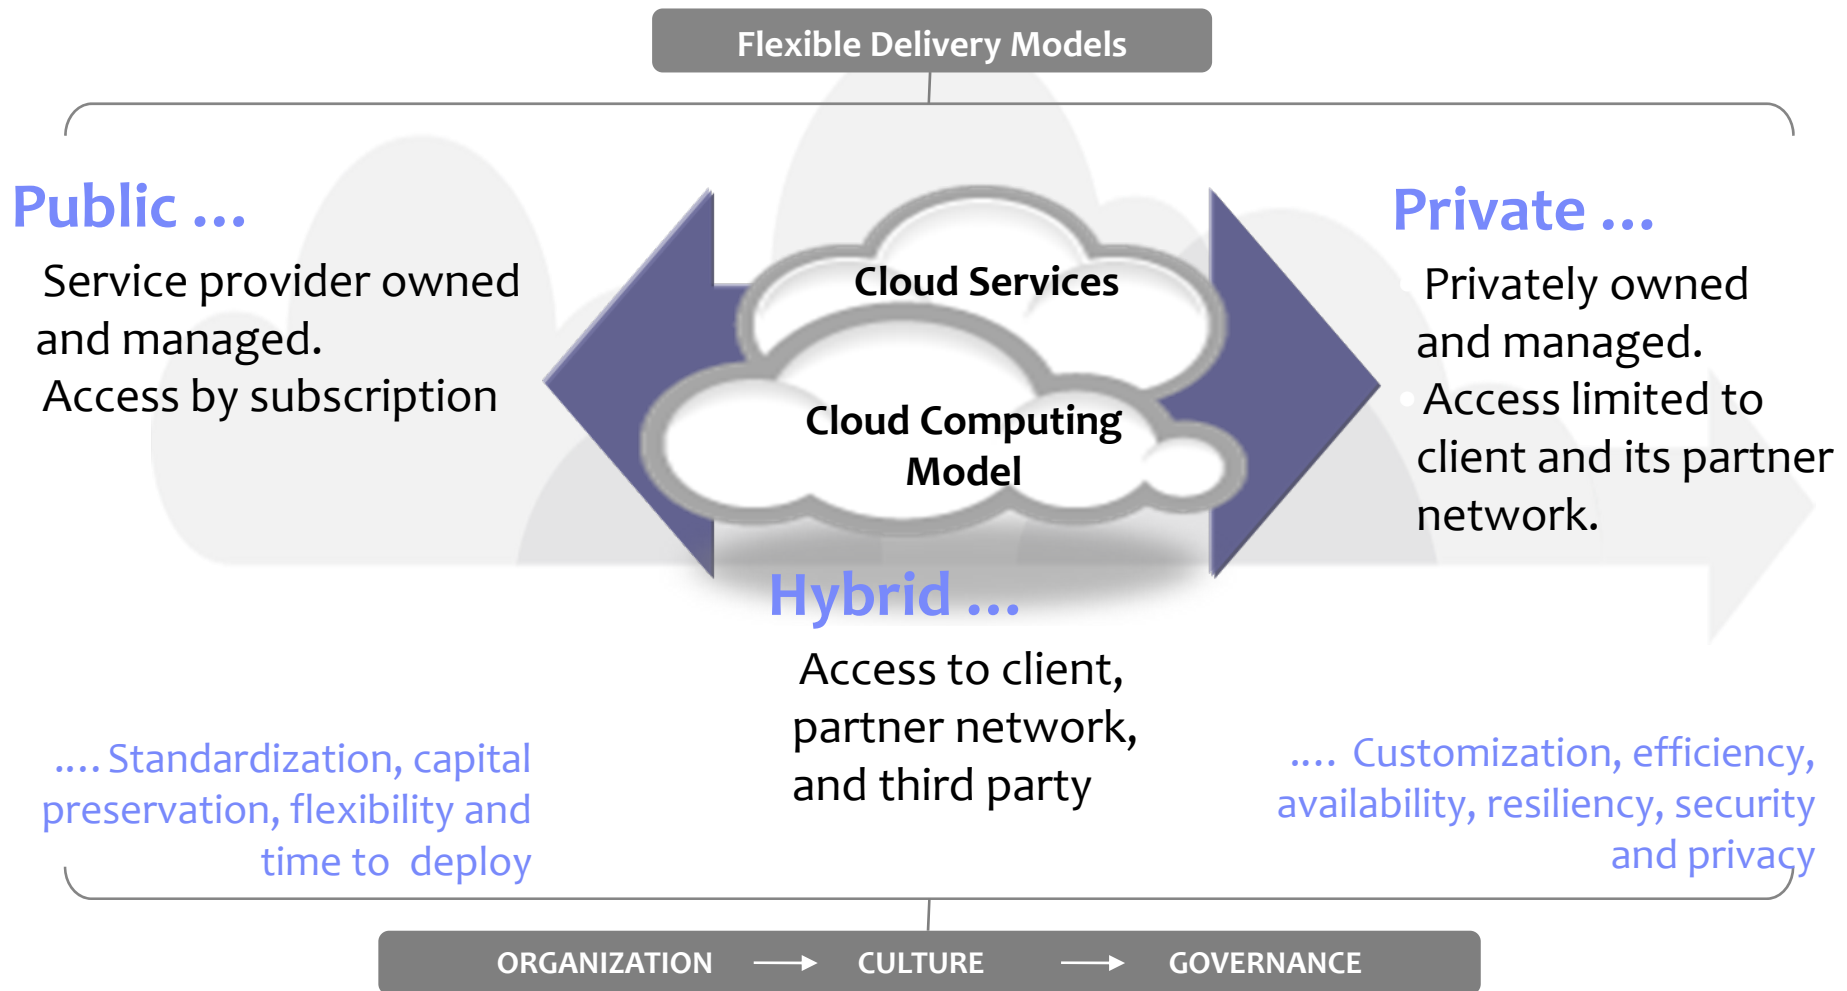 Flexible Delivery Models
Public ...
Service provider owned
and managed.
Access by subscription
Cloud Services
Cloud Computing
Model
Private ...
• Privately owned
and managed.
• Access limited to
client and its partner
network.
Hybrid ...
Access to client,
partner network,
and third party
.... Standardization, capital
preservation, flexibility and
time to deploy
.... Customization, efficiency,
availability, resiliency, security
and privacy
ORGANIZATION → CULTURE → GOVERNANCE